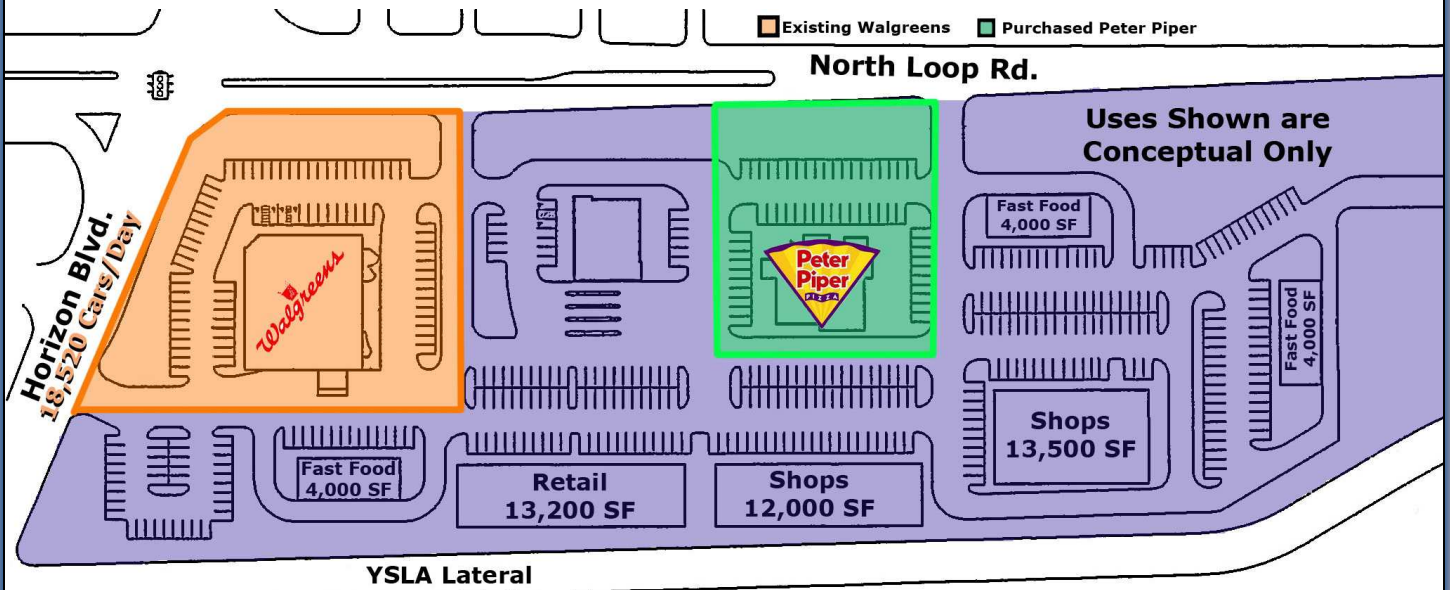 Existing Walgreens
Purchased Peter Piper
North Loop Rd.
Uses Shown are
Conceptual Only
Horizon Blvd.
18,520 Cars/Day
Walgreens
Peter
Piper
PIZZA
Fast Food
4,000 SF
Fast Food
4,000 SF
Shops
13,500 SF
Fast Food
4,000 SF
Retail
13,200 SF
Shops
12,000 SF
YSLA Lateral